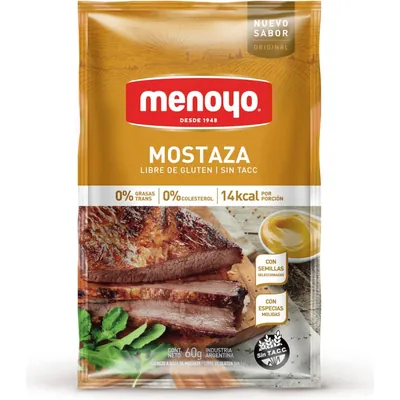 NUEVO
SABOR
ORIGINAL
menoyo
DESDE 1948
MOSTAZA
LIBRE DE GLUTEN | SIN TACC
0% GRASAS TRANS
0% COLESTEROL
14kcal POR PORCIÓN
CON
SEMILLAS
SELECCIONADAS
CON
ESPECIAS
MOLIDAS
CONT. NETO 60g
INDUSTRIA ARGENTINA
Sin T.A.C.C.